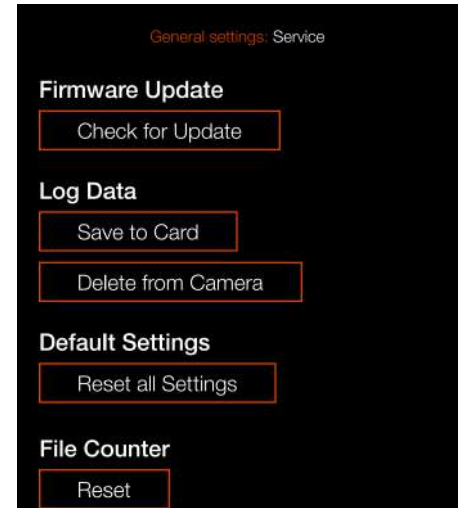 General settings: Service
Firmware Update
Check for Update
Log Data
Save to Card
Delete from Camera
Default Settings
Reset all Settings
File Counter
Reset